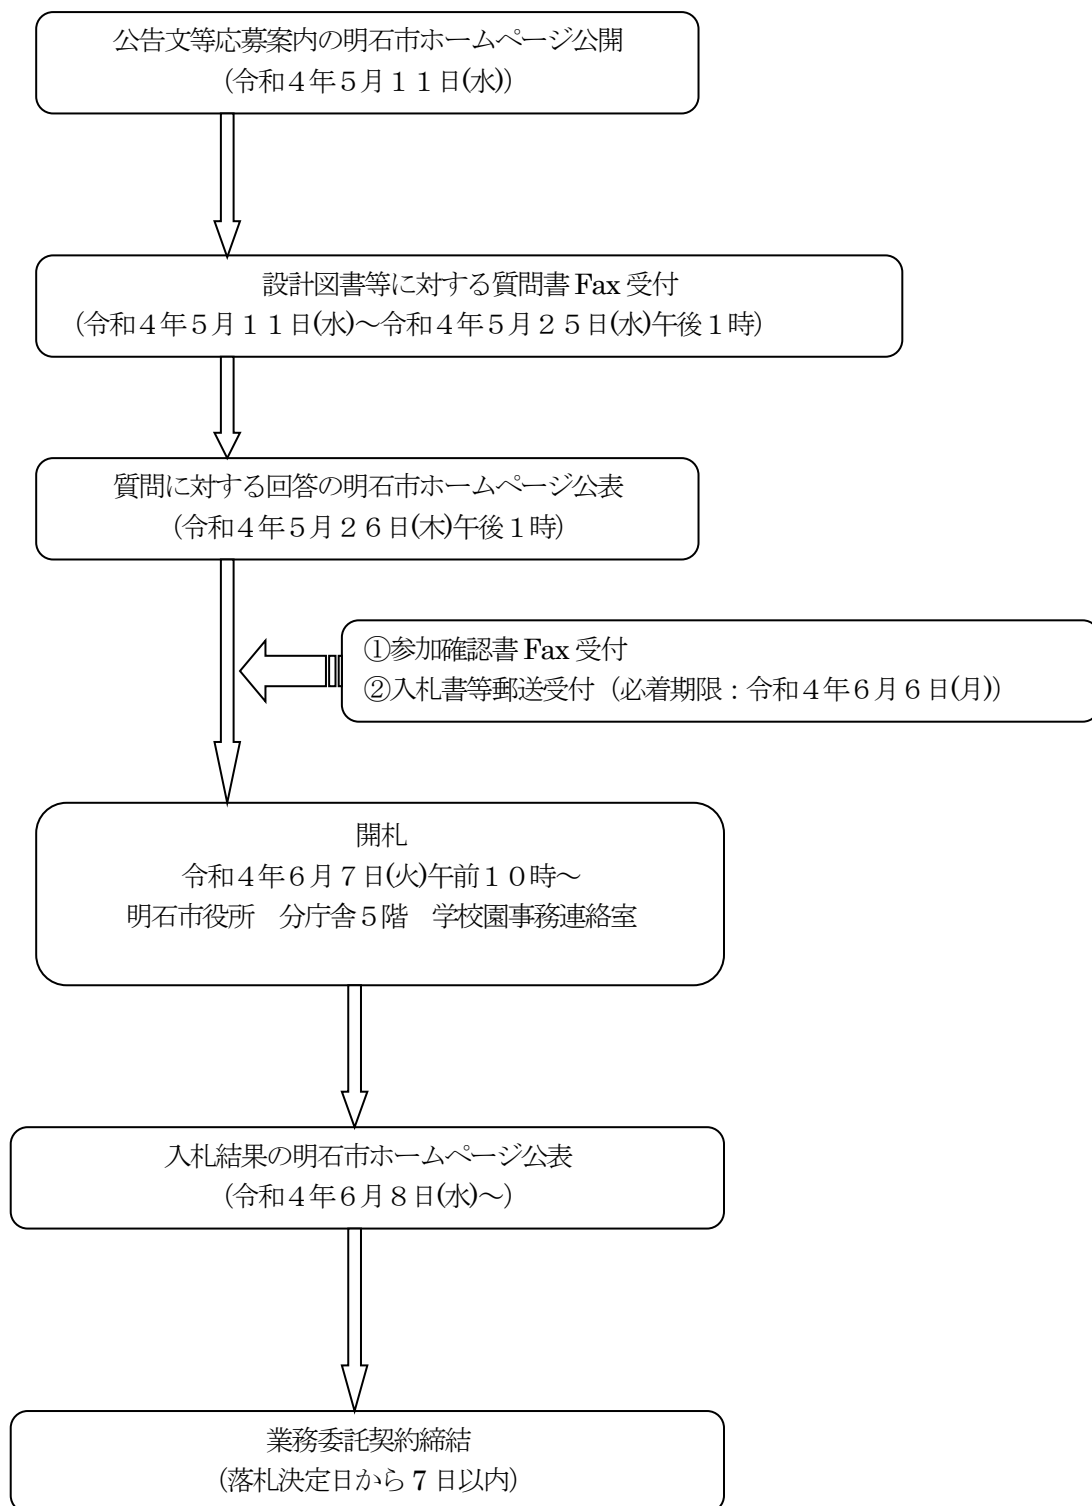 公告文等応募案内の明石市ホームページ公開
（令和４年５月１１日(水)）
設計図書等に対する質問書 Fax 受付
（令和４年５月１１日(水)～令和４年５月２５日(水)午後１時）
質問に対する回答の明石市ホームページ公表
（令和４年５月２６日(木)午後１時）
①参加確認書 Fax 受付
②入札書等郵送受付（必着期限：令和４年６月６日(月)）
開札
令和４年６月７日(火)午前１０時～
明石市役所　分庁舎５階　学校園事務連絡室
入札結果の明石市ホームページ公表
（令和４年６月８日(水)～）
業務委託契約締結
（落札決定日から 7 日以内）